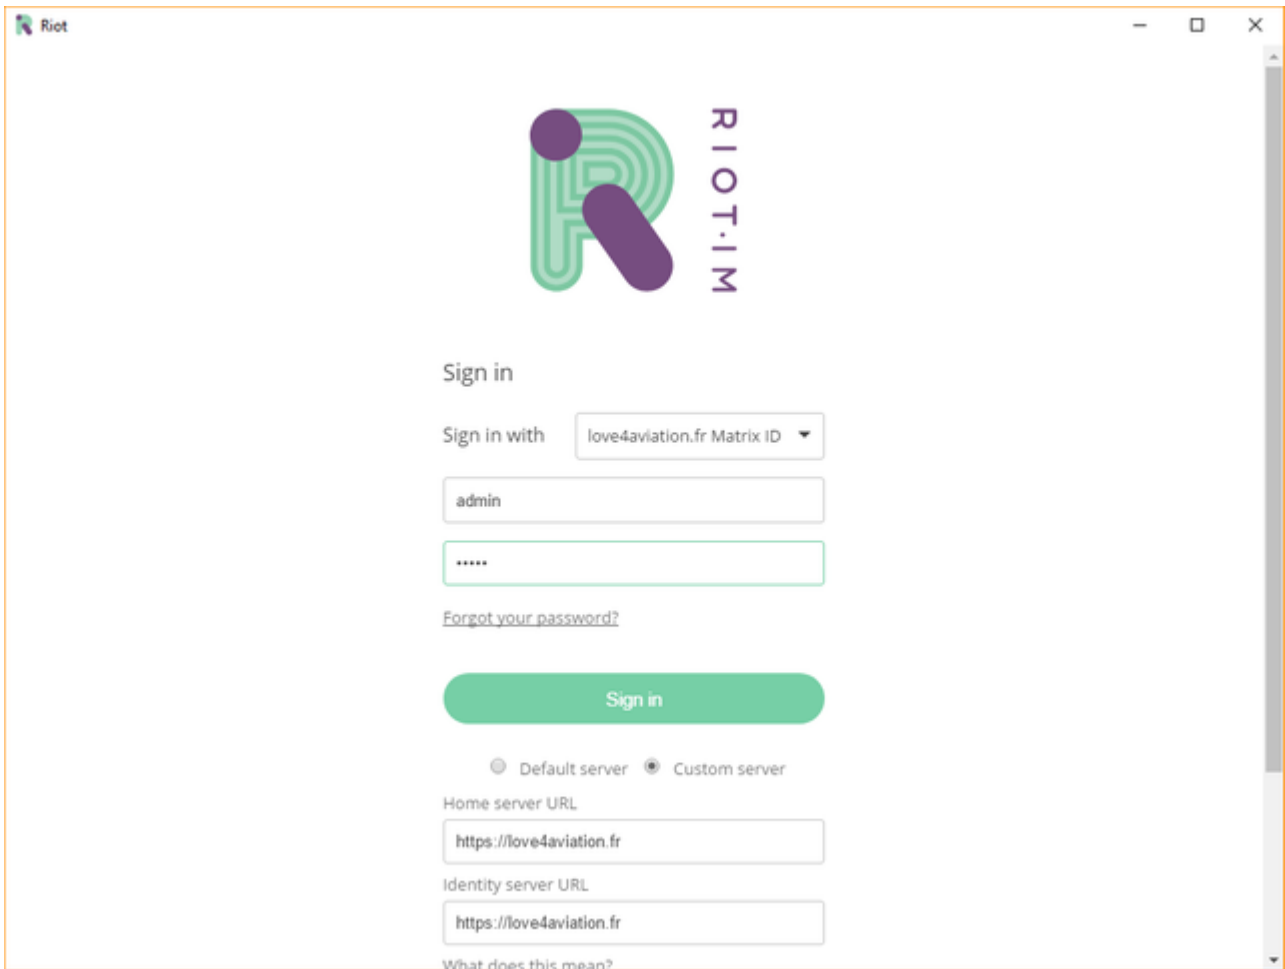 Riot
RIOT·IM
Sign in
Sign in with
love4aviation.fr Matrix ID
admin
•••••
Forgot your password?
Sign in
Default server
Custom server
Home server URL
https://love4aviation.fr
Identity server URL
https://love4aviation.fr
What does this mean?